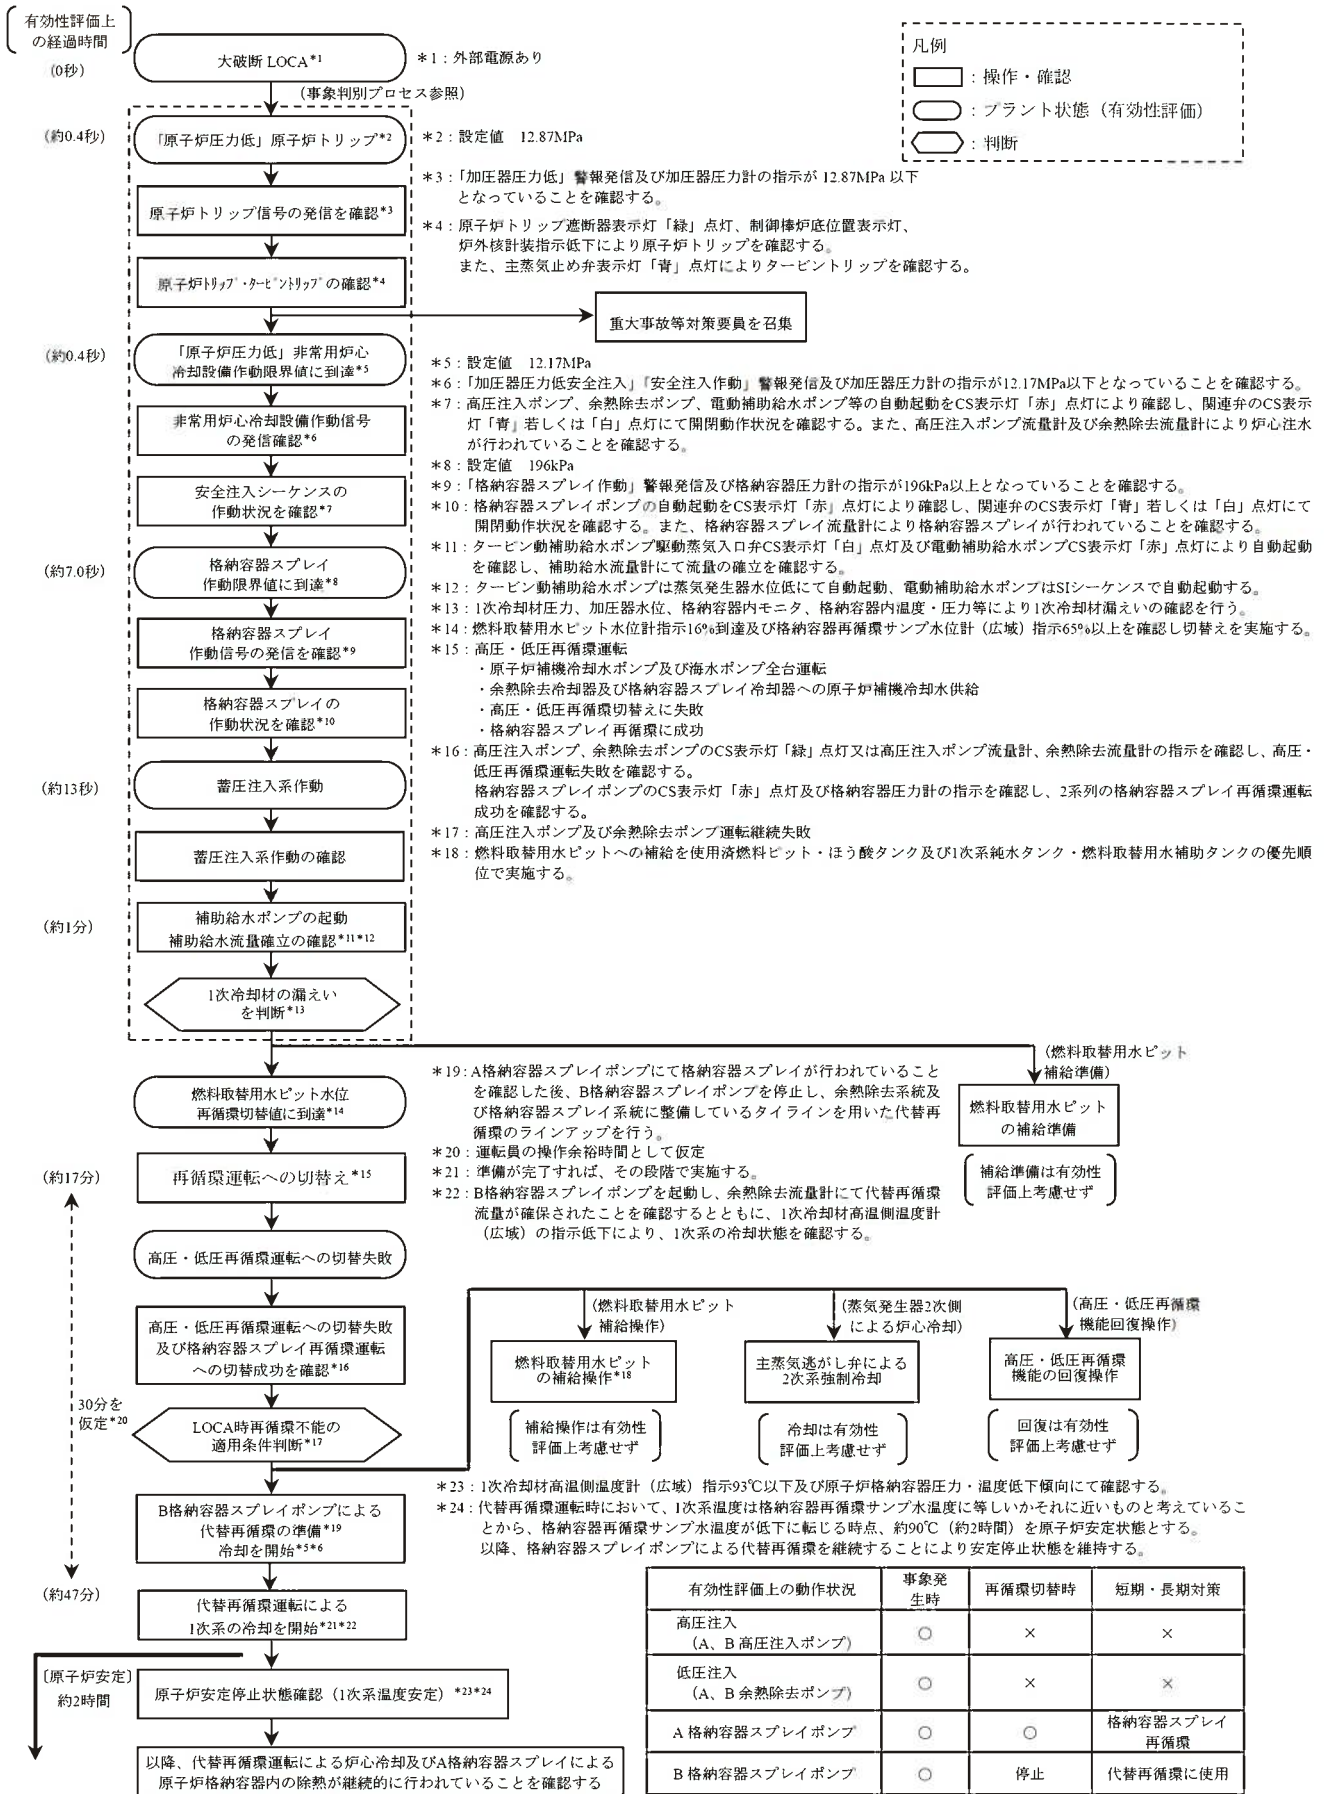 有効性評価上
の経過時間
(0秒)
大破断 LOCA*1
*1：外部電源あり
(事象判別プロセス参照)
凡例
：操作・確認
：プラント状態（有効性評価）
：判断
(約0.4秒)
「原子炉圧力低」原子炉トリップ*2
*2：設定値　12.87MPa
原子炉トリップ信号の発信を確認*3
*3：「加圧器圧力低」警報発信及び加圧器圧力計の指示が 12.87MPa 以下
となっていることを確認する。
原子炉ﾄﾘｯﾌﾟ・ﾀｰﾋﾞﾝﾄﾘｯﾌﾟの確認*4
*4：原子炉トリップ遮断器表示灯「緑」点灯、制御棒炉底位置表示灯、
炉外核計装指示低下により原子炉トリップを確認する。
また、主蒸気止め弁表示灯「青」点灯によりタービントリップを確認する。
重大事故等対策要員を召集
(約0.4秒)
「原子炉圧力低」非常用炉心
冷却設備作動限界値に到達*5
非常用炉心冷却設備作動信号
の発信確認*6
安全注入シーケンスの
作動状況を確認*7
(約7.0秒)
格納容器スプレイ
作動限界値に到達*8
格納容器スプレイ
作動信号の発信を確認*9
格納容器スプレイの
作動状況を確認*10
(約13秒)
蓄圧注入系作動
蓄圧注入系作動の確認
(約1分)
補助給水ポンプの起動
補助給水流量確立の確認*11*12
1次冷却材の漏えい
を判断*13
*5：設定値　12.17MPa
*6：「加圧器圧力低安全注入」「安全注入作動」警報発信及び加圧器圧力計の指示が12.17MPa以下となっていることを確認する。
*7：高圧注入ポンプ、余熱除去ポンプ、電動補助給水ポンプ等の自動起動をCS表示灯「赤」点灯により確認し、関連弁のCS表示
灯「青」若しくは「白」点灯にて開閉動作状況を確認する。また、高圧注入ポンプ流量計及び余熱除去流量計により炉心注水
が行われていることを確認する。
*8：設定値　196kPa
*9：「格納容器スプレイ作動」警報発信及び格納容器圧力計の指示が196kPa以上となっていることを確認する。
*10：格納容器スプレイポンプの自動起動をCS表示灯「赤」点灯により確認し、関連弁のCS表示灯「青」若しくは「白」点灯にて
開閉動作状況を確認する。また、格納容器スプレイ流量計により格納容器スプレイが行われていることを確認する。
*11：タービン動補助給水ポンプ駆動蒸気入口弁CS表示灯「白」点灯及び電動補助給水ポンプCS表示灯「赤」点灯により自動起動
を確認し、補助給水流量計にて流量の確立を確認する。
*12：タービン動補助給水ポンプは蒸気発生器水位低にて自動起動、電動補助給水ポンプはSIシーケンスで自動起動する。
*13：1次冷却材圧力、加圧器水位、格納容器内モニタ、格納容器内温度・圧力等により1次冷却材漏えいの確認を行う。
*14：燃料取替用水ピット水位計指示16%到達及び格納容器再循環サンプ水位計（広域）指示65%以上を確認し切替えを実施する。
*15：高圧・低圧再循環運転
・原子炉補機冷却水ポンプ及び海水ポンプ全台運転
・余熱除去冷却器及び格納容器スプレイ冷却器への原子炉補機冷却水供給
・高圧・低圧再循環切替えに失敗
・格納容器スプレイ再循環に成功
*16：高圧注入ポンプ、余熱除去ポンプのCS表示灯「緑」点灯又は高圧注入ポンプ流量計、余熱除去流量計の指示を確認し、高圧・
低圧再循環運転失敗を確認する。
格納容器スプレイポンプのCS表示灯「赤」点灯及び格納容器圧力計の指示を確認し、2系列の格納容器スプレイ再循環運転
成功を確認する。
*17：高圧注入ポンプ及び余熱除去ポンプ運転継続失敗
*18：燃料取替用水ピットへの補給を使用済燃料ピット・ほう酸タンク及び1次系純水タンク・燃料取替用水補助タンクの優先順
位で実施する。
燃料取替用水ピット水位
再循環切替値に到達*14
(約17分)
再循環運転への切替え*15
高圧・低圧再循環運転への切替失敗
高圧・低圧再循環運転への切替失敗
及び格納容器スプレイ再循環運転
への切替成功を確認*16
30分を
仮定*20
LOCA時再循環不能の
適用条件判断*17
*19：A格納容器スプレイポンプにて格納容器スプレイが行われていること
を確認した後、B格納容器スプレイポンプを停止し、余熱除去系統及
び格納容器スプレイ系統に整備しているタイラインを用いた代替再
循環のラインアップを行う。
*20：運転員の操作余裕時間として仮定
*21：準備が完了すれば、その段階で実施する。
*22：B格納容器スプレイポンプを起動し、余熱除去流量計にて代替再循環
流量が確保されたことを確認するとともに、1次冷却材高温側温度計
（広域）の指示低下により、1次系の冷却状態を確認する。
(燃料取替用水ピット
補給準備)
燃料取替用水ピット
の補給準備
補給準備は有効性
評価上考慮せず
(燃料取替用水ピット
補給操作)
燃料取替用水ピット
の補給操作*18
補給操作は有効性
評価上考慮せず
(蒸気発生器2次側
による炉心冷却)
主蒸気逃がし弁による
2次系強制冷却
冷却は有効性
評価上考慮せず
(高圧・低圧再循環
機能回復操作)
高圧・低圧再循環
機能の回復操作
回復は有効性
評価上考慮せず
B格納容器スプレイポンプによる
代替再循環の準備*19
冷却を開始*5*6
(約47分)
代替再循環運転による
1次系の冷却を開始*21*22
〔原子炉安定〕
約2時間
原子炉安定停止状態確認（1次系温度安定）*23*24
以降、代替再循環運転による炉心冷却及びA格納容器スプレイによる
原子炉格納容器内の除熱が継続的に行われていることを確認する
*23：1次冷却材高温側温度計（広域）指示93℃以下及び原子炉格納容器圧力・温度低下傾向にて確認する。
*24：代替再循環運転時において、1次系温度は格納容器再循環サンプ水温度に等しいかそれに近いものと考えているこ
とから、格納容器再循環サンプ水温度が低下に転じる時点、約90℃（約2時間）を原子炉安定状態とする。
以降、格納容器スプレイポンプによる代替再循環を継続することにより安定停止状態を維持する。
有効性評価上の動作状況　事象発生時　再循環切替時　短期・長期対策
高圧注入
（A、B 高圧注入ポンプ）　○　×　×
低圧注入
（A、B 余熱除去ポンプ）　○　×　×
A 格納容器スプレイポンプ　○　○　格納容器スプレイ再循環
B 格納容器スプレイポンプ　○　停止　代替再循環に使用